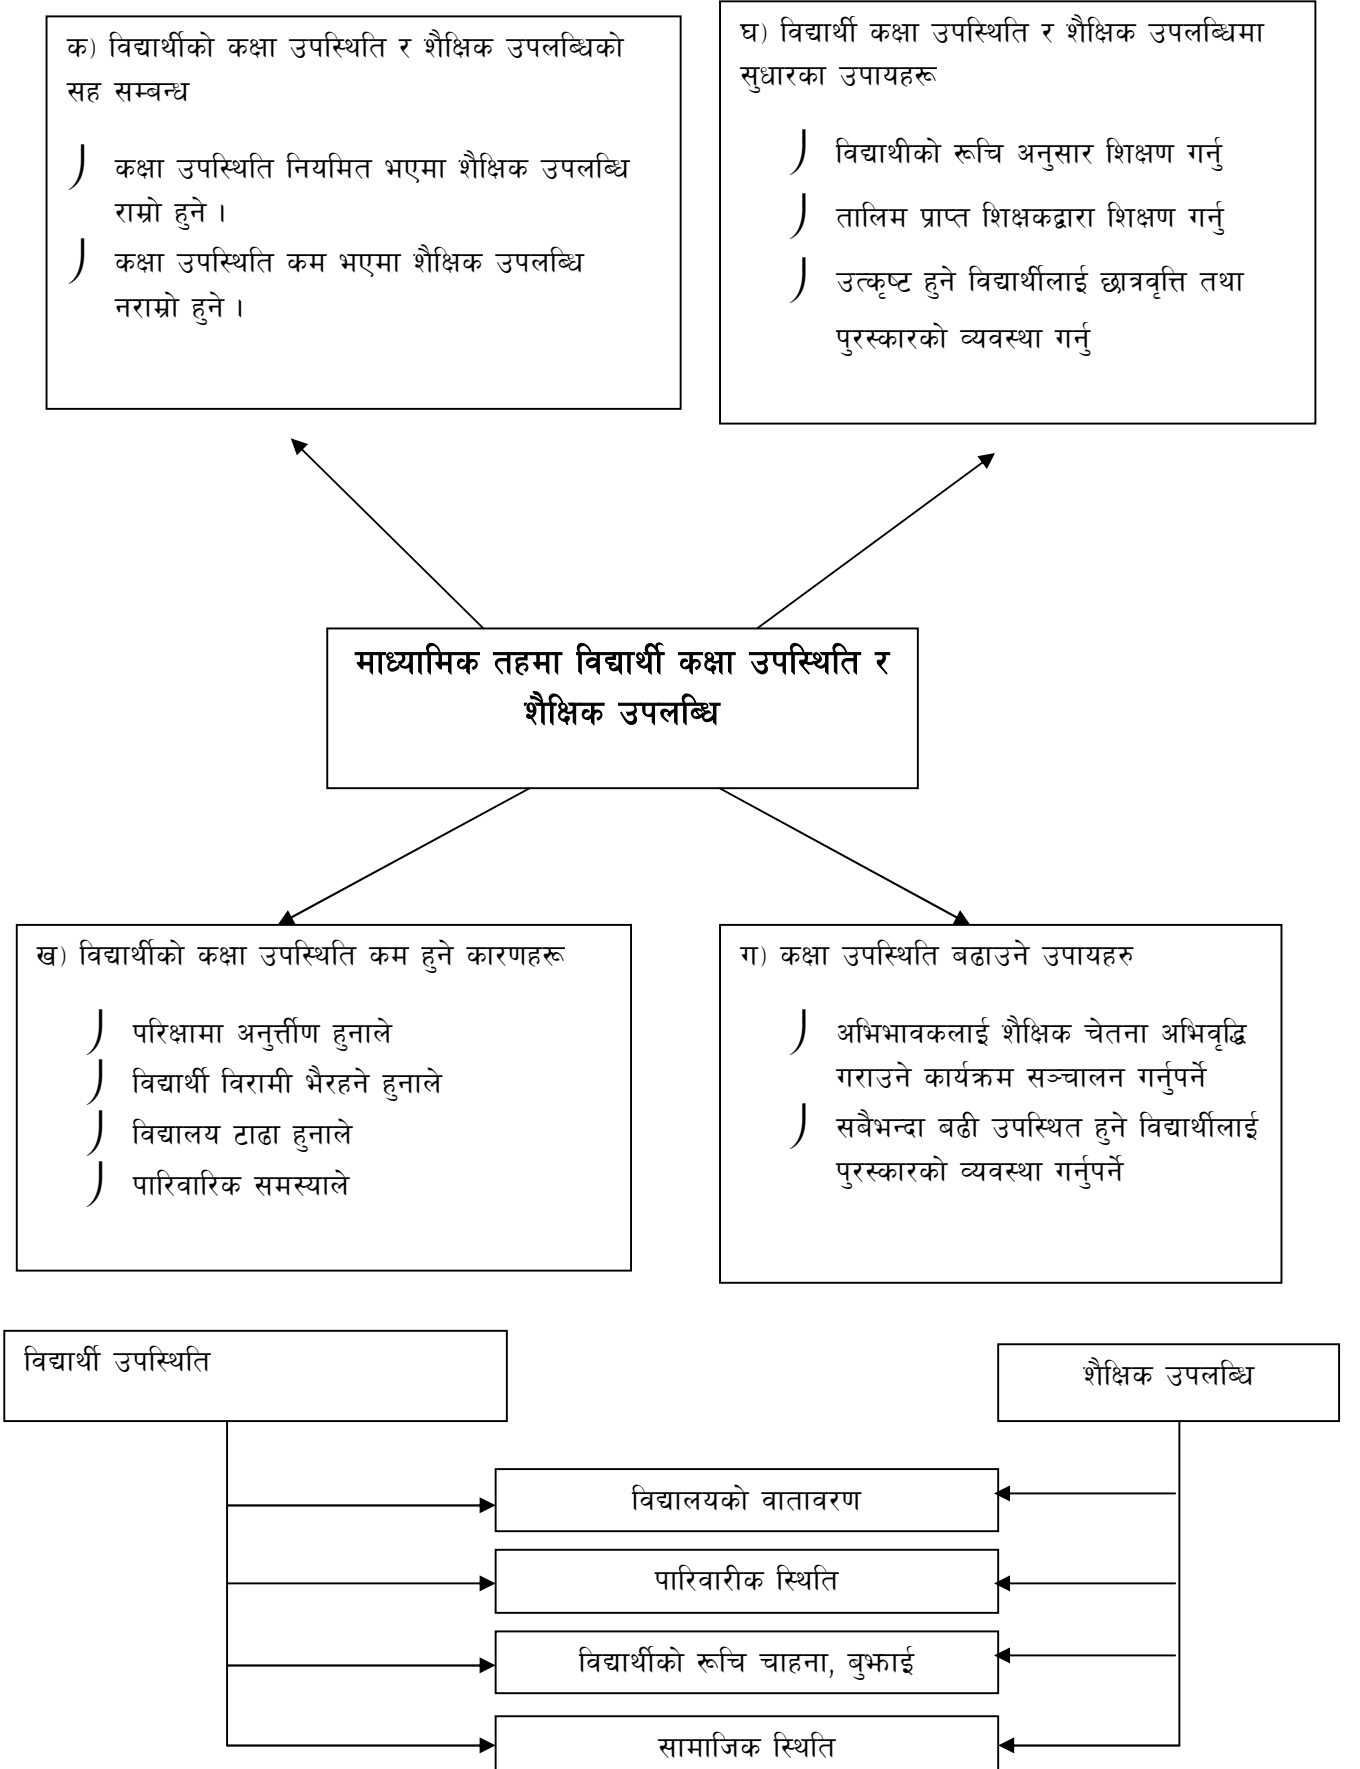 क) विद्यार्थीको कक्षा उपस्थिति र शैक्षिक उपलब्धिको
सह सम्बन्ध
कक्षा उपस्थिति नियमित भएमा शैक्षिक उपलब्धि
राम्रो हुने ।
कक्षा उपस्थिति कम भएमा शैक्षिक उपलब्धि
नराम्रो हुने ।
घ) विद्यार्थी कक्षा उपस्थिति र शैक्षिक उपलब्धिमा
सुधारका उपायहरू
विद्याथीको रूचि अनुसार शिक्षण गर्नु
तालिम प्राप्त शिक्षकद्वारा शिक्षण गर्नु
उत्कृष्ट हुने विद्यार्थीलाई छात्रवृत्ति तथा
पुरस्कारको व्यवस्था गर्नु
माध्यामिक तहमा विद्यार्थी कक्षा उपस्थिति र
शैक्षिक उपलब्धि
ख) विद्यार्थीको कक्षा उपस्थिति कम हुने कारणहरू
परिक्षामा अनुर्त्तीण हुनाले
विद्यार्थी विरामी भैरहने हुनाले
विद्यालय टाढा हुनाले
पारिवारिक समस्याले
ग) कक्षा उपस्थिति बढाउने उपायहरु
अभिभावकलाई शैक्षिक चेतना अभिवृद्धि
गराउने कार्यक्रम सञ्चालन गर्नुपर्ने
सबैभन्दा बढी उपस्थित हुने विद्यार्थीलाई
पुरस्कारको व्यवस्था गर्नुपर्ने
विद्यार्थी उपस्थिति
शैक्षिक उपलब्धि
विद्यालयको वातावरण
पारिवारीक स्थिति
विद्यार्थीको रूचि चाहना, बुझाई
सामाजिक स्थिति